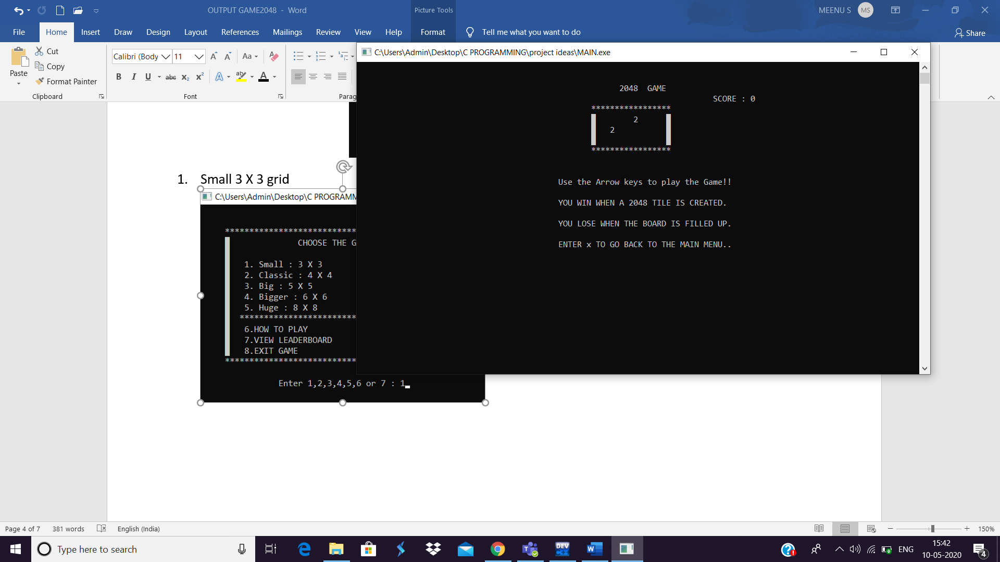 OUTPUT GAME2048 - Word
Picture Tools
MEENU S
MS
File
Home
Insert
Draw
Design
Layout
References
Mailings
Review
View
Help
Format
Tell me what you want to do
Share
Paste
Cut
Copy
Format Painter
Clipboard
Calibri (Body
11
Aa
B I U abc x₂ x² A ab A
Font
Parag
C:\Users\Admin\Desktop\C PROGRAMMING\project ideas\MAIN.exe
2048 GAME
SCORE : 0
*****************
2
2
*****************
Use the Arrow keys to play the Game!!
YOU WIN WHEN A 2048 TILE IS CREATED.
YOU LOSE WHEN THE BOARD IS FILLED UP.
ENTER x TO GO BACK TO THE MAIN MENU..
1. Small 3 X 3 grid
C:\Users\Admin\Desktop\C PROGRAMM
***************************
CHOOSE THE G
1. Small : 3 X 3
2. Classic : 4 X 4
3. Big : 5 X 5
4. Bigger : 6 X 6
5. Huge : 8 X 8
************************
6.HOW TO PLAY
7.VIEW LEADERBOARD
8.EXIT GAME
***************************
Enter 1,2,3,4,5,6 or 7 : 1
Page 4 of 7
381 words
English (India)
150%
Type here to search
DEV
C++
ENG
15:42
10-05-2020
4